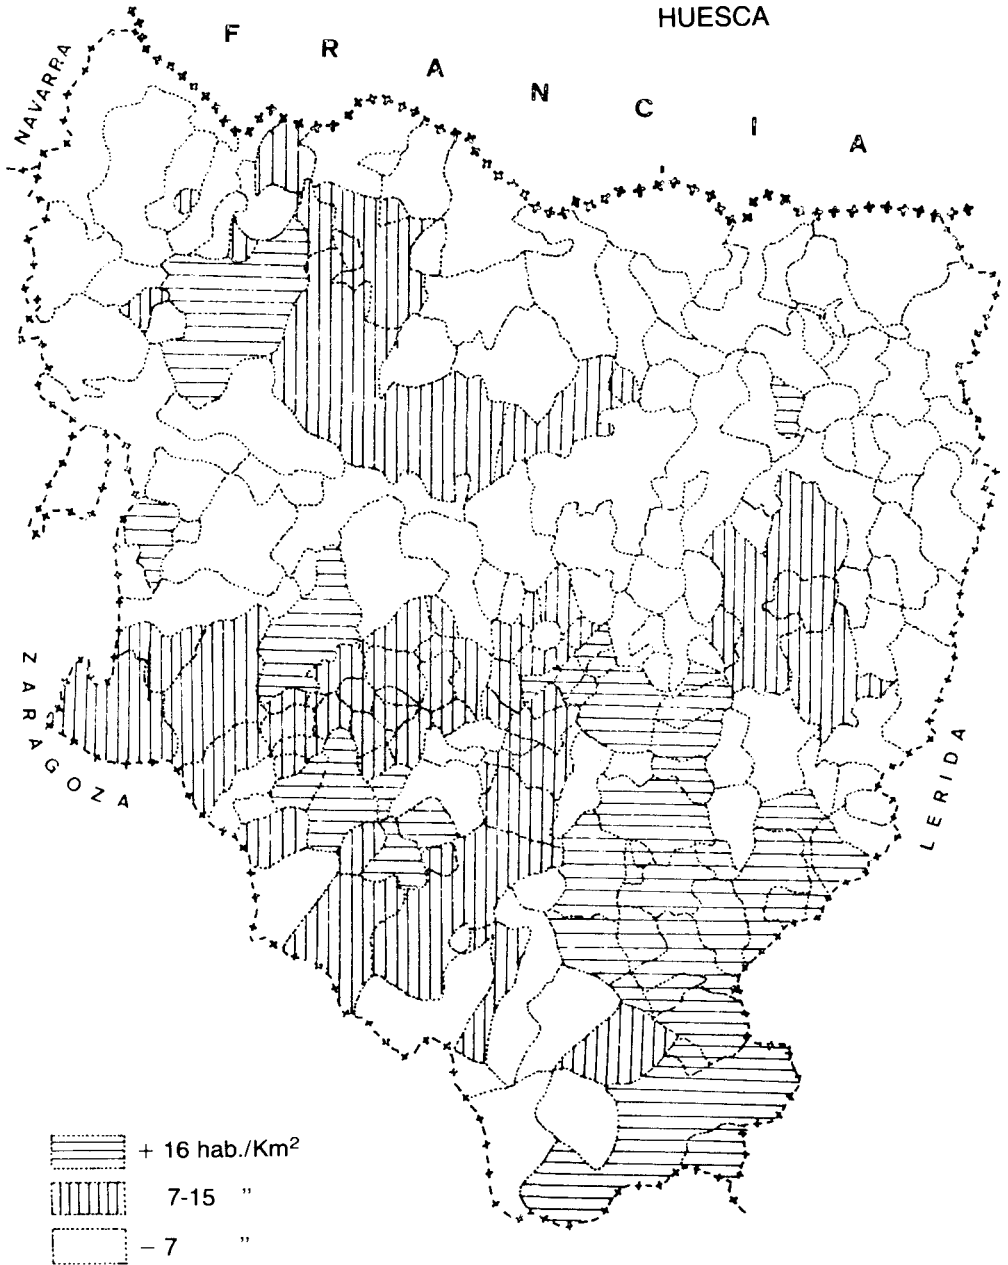 HUESCA
F R A N C I A
NAVARRA
ZARAGOZA
LERIDA
+ 16 hab./Km²
7-15 "
- 7 "